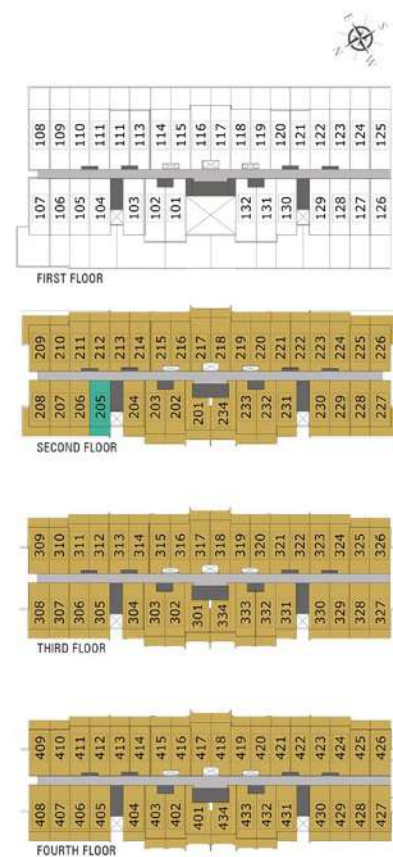 E S
N W
108 109 110 111 111 113 114 115 116 117 118 119 120 121 122 123 124 125
107 106 105 104 103 102 101 132 131 130 129 128 127 126
FIRST FLOOR
209 210 211 212 213 214 215 216 217 218 219 220 221 222 223 224 225 226
208 207 206 205 204 203 202 201 234 233 232 231 230 229 228 227
SECOND FLOOR
309 310 311 312 313 314 315 316 317 318 319 320 321 322 323 324 325 326
308 307 306 305 304 303 302 301 334 333 332 331 330 329 328 327
THIRD FLOOR
409 410 411 412 413 414 415 416 417 418 419 420 421 422 423 424 425 426
408 407 406 405 404 403 402 401 434 433 432 431 430 429 428 427
FOURTH FLOOR